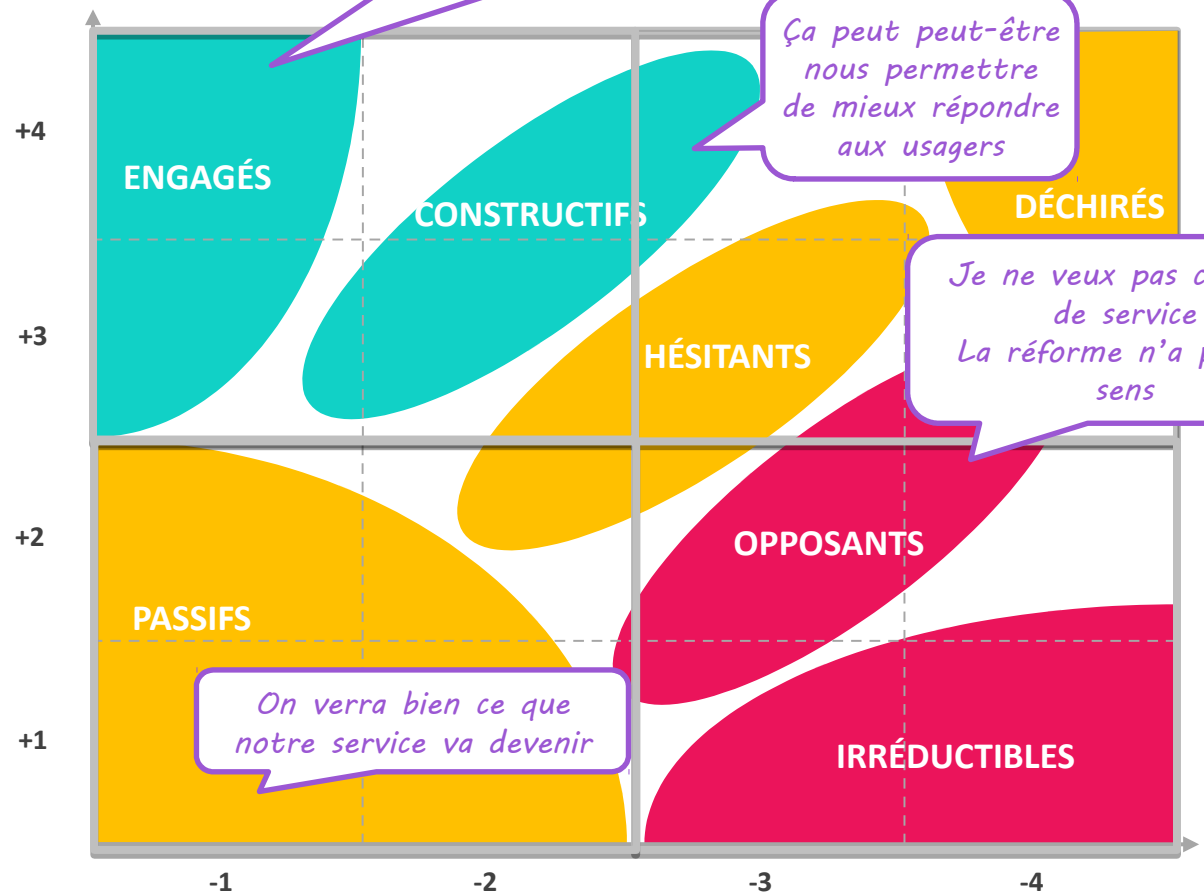 Ça peut peut-être
nous permettre
de mieux répondre
aux usagers
+4
ENGAGÉS
CONSTRUCTIFS
DÉCHIRÉS
Je ne veux pas
de service
La réforme n'a
sens
+3
HÉSITANTS
+2
OPPOSANTS
PASSIFS
On verra bien ce que
notre service va devenir
+1
IRRÉDUCTIBLES
-1
-2
-3
-4